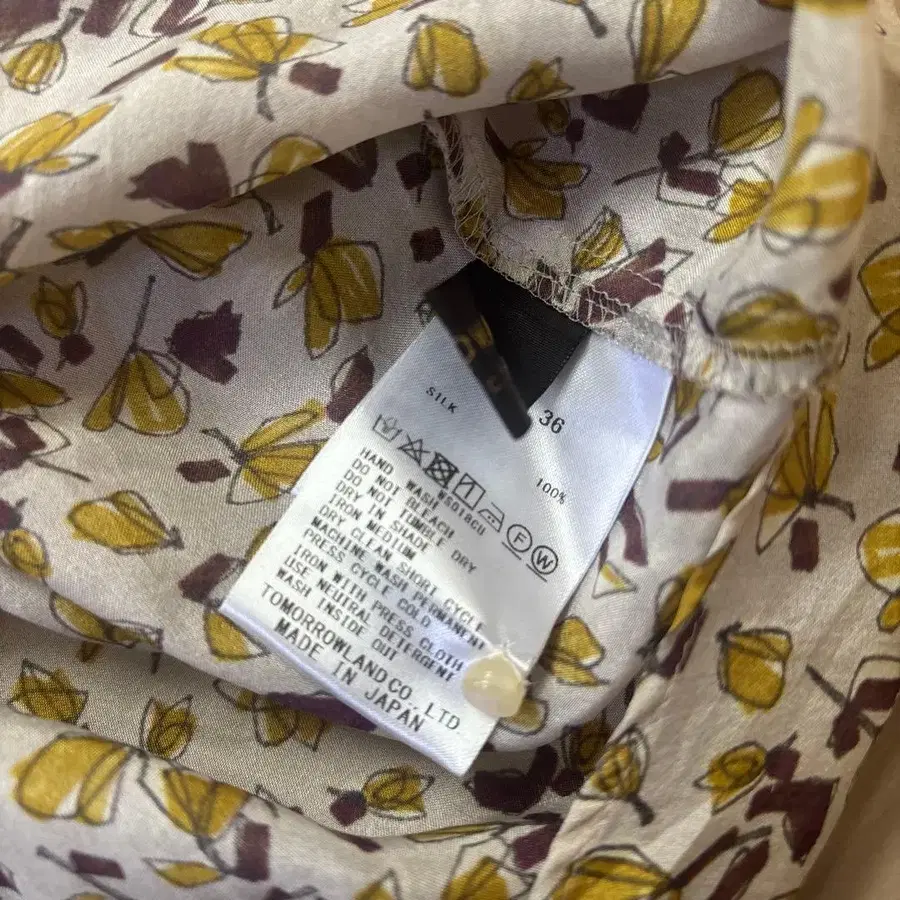 36
SILK 100%
F W
W5018CU
HAND WASH
DO NOT BLEACH
DO NOT TUMBLE DRY
DRY IN SHADE
IRON MEDIUM
DRY CLEAN SHORT CYCLE
MACHINE WASH PERMANENT
PRESS CYCLE COLD
IRON WITH PRESS CLOTH
USE NEUTRAL DETERGENT
WASH INSIDE OUT
TOMORROWLAND CO., LTD
MADE IN JAPAN